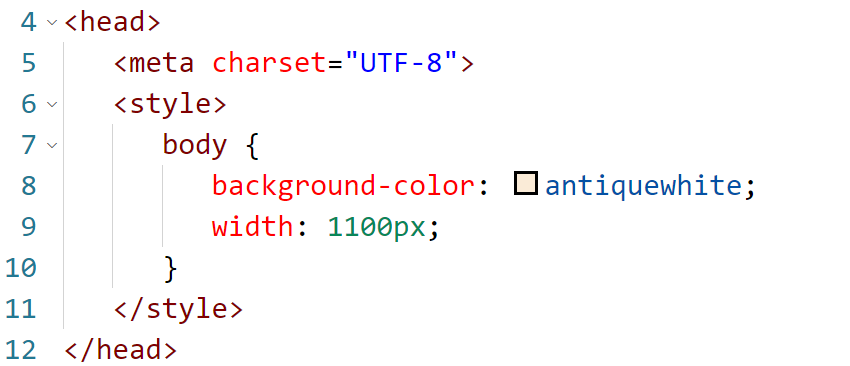 4 <head>
5 <meta charset="UTF-8">
6 <style>
7 body {
8 background-color: antiquewhite;
9 width: 1100px;
10 }
11 </style>
12 </head>